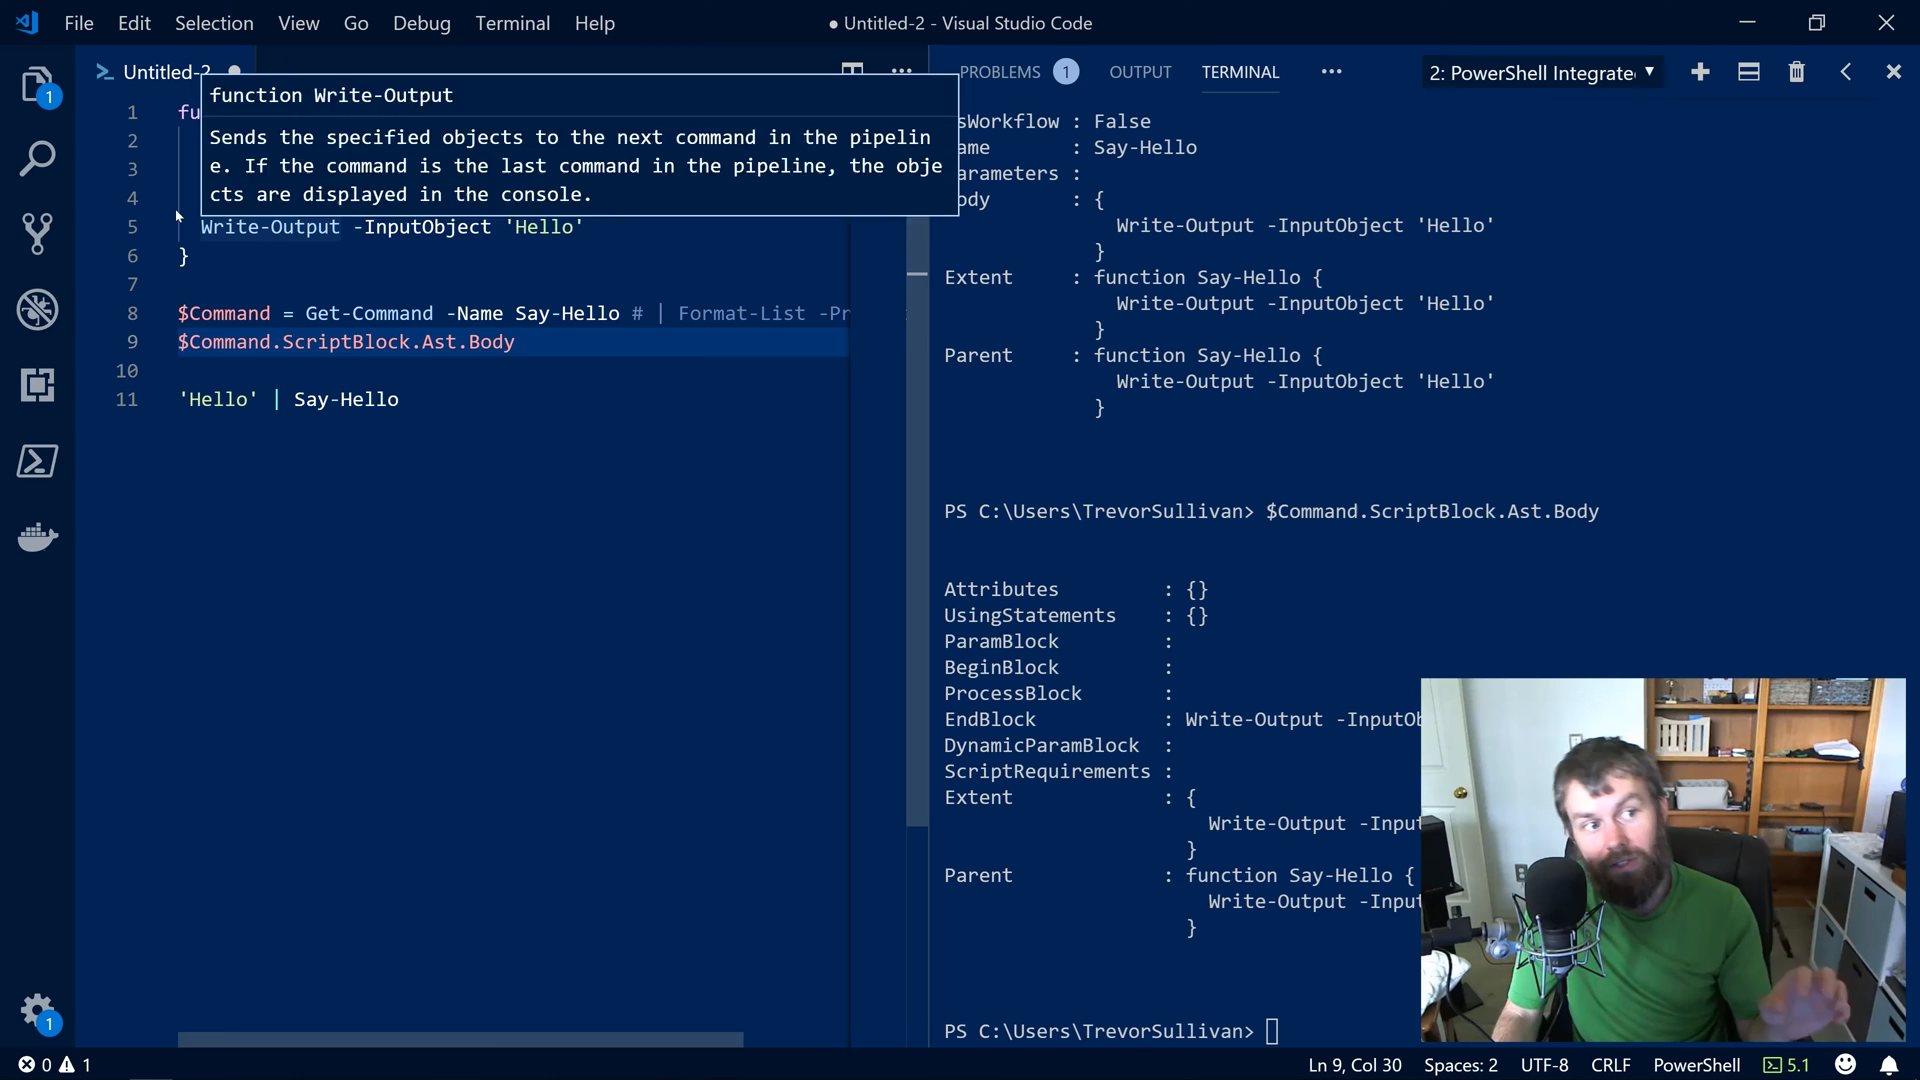 File Edit Selection View Go Debug Terminal Help
● Untitled-2 - Visual Studio Code
Untitled-2 ●
PROBLEMS 1 OUTPUT TERMINAL ···
2: PowerShell Integrate
function Write-Output
Sends the specified objects to the next command in the pipelin
e. If the command is the last command in the pipeline, the obje
cts are displayed in the console.
1 fu
2
3
4
5 Write-Output -InputObject 'Hello'
6 }
7
8 $Command = Get-Command -Name Say-Hello # | Format-List -Pr
9 $Command.ScriptBlock.Ast.Body
10
11 'Hello' | Say-Hello
sWorkflow : False
ame : Say-Hello
arameters :
ody : {
Write-Output -InputObject 'Hello'
}
Extent : function Say-Hello {
Write-Output -InputObject 'Hello'
}
Parent : function Say-Hello {
Write-Output -InputObject 'Hello'
}
PS C:\Users\TrevorSullivan> $Command.ScriptBlock.Ast.Body
Attributes : {}
UsingStatements : {}
ParamBlock :
BeginBlock :
ProcessBlock :
EndBlock : Write-Output -InputOb
DynamicParamBlock :
ScriptRequirements :
Extent : {
Write-Output -Input
}
Parent : function Say-Hello {
Write-Output -Input
}
PS C:\Users\TrevorSullivan>
1
1
0 1
Ln 9, Col 30 Spaces: 2 UTF-8 CRLF PowerShell 5.1